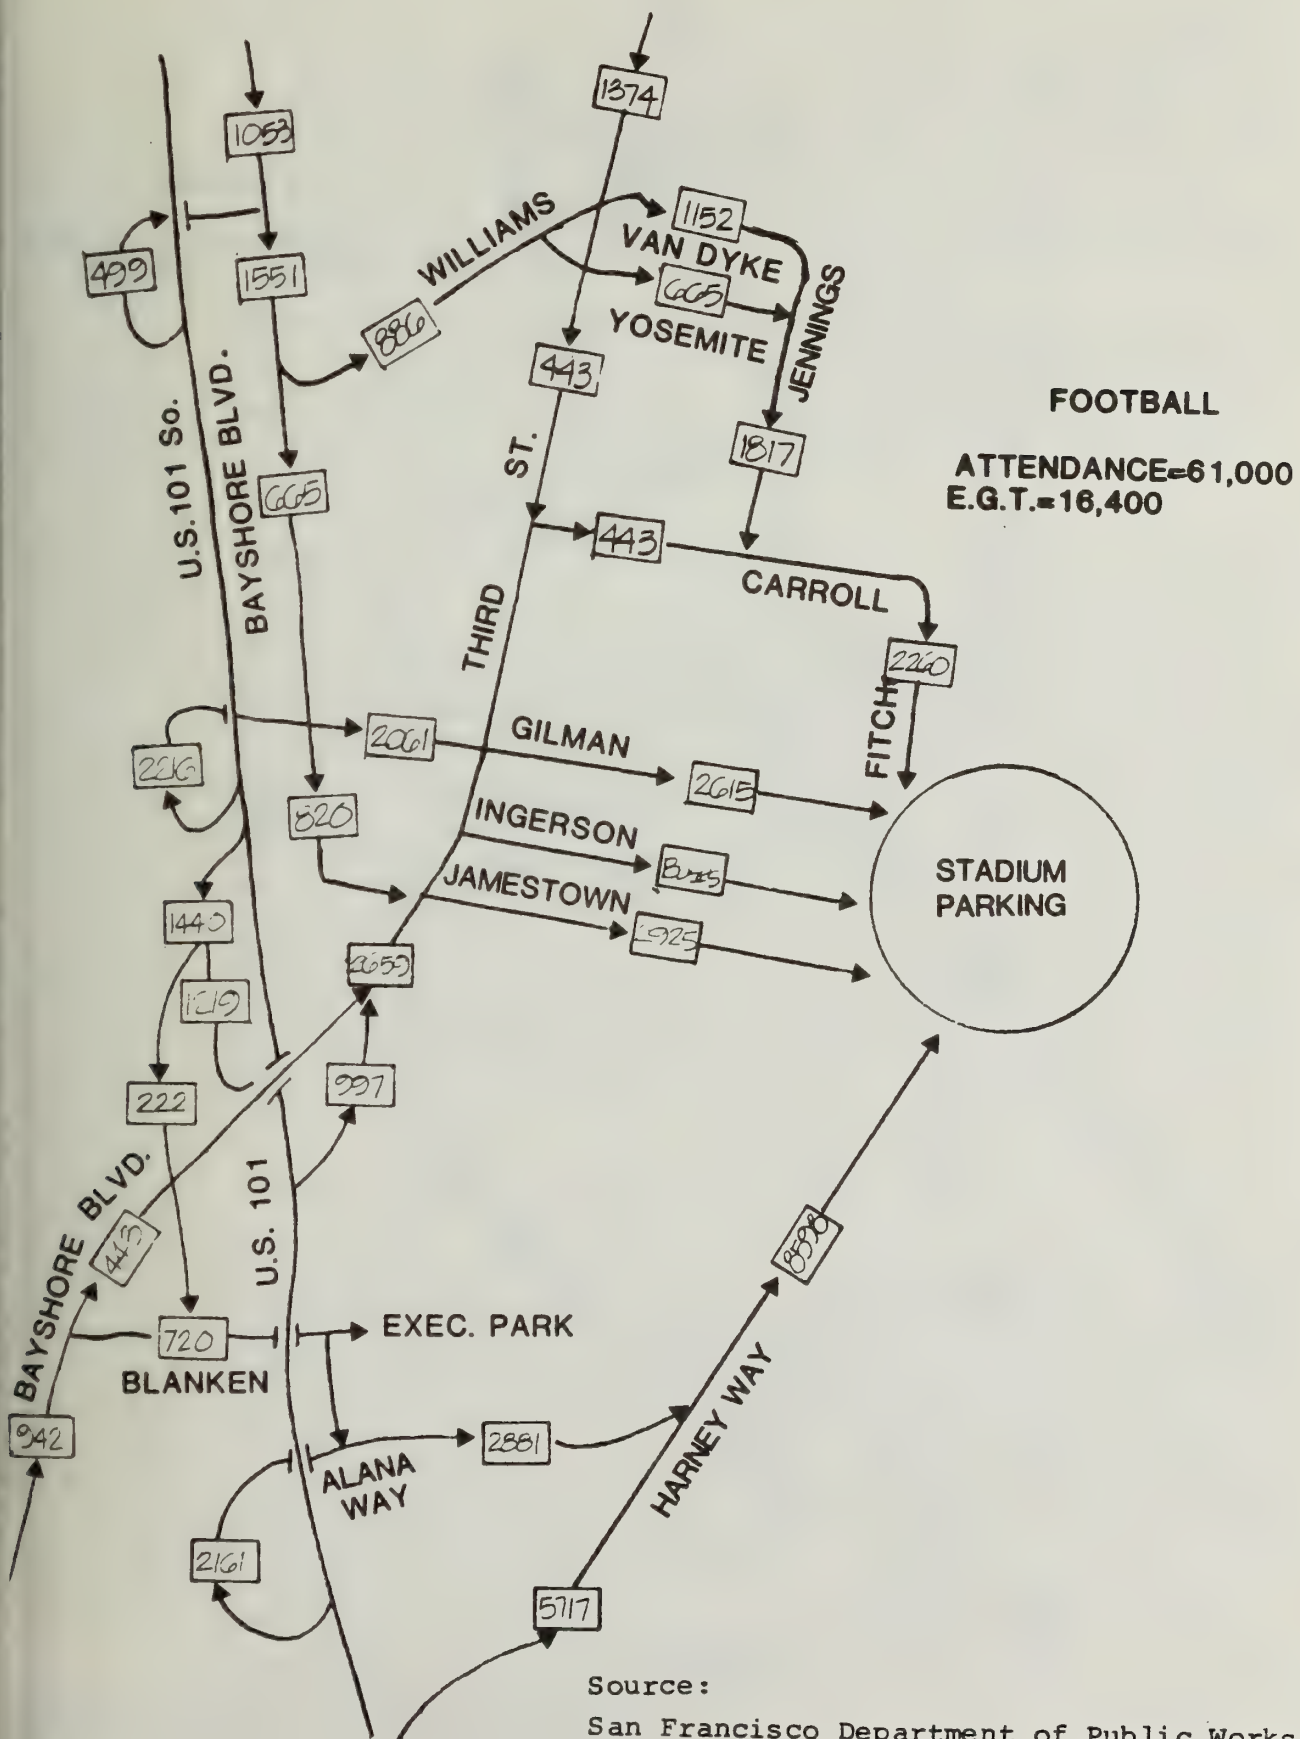 1374
1053
1152
WILLIAMS
VAN DYKE
499
1551
665
JENNINGS
886
YOSEMITE
443
FOOTBALL
U.S.101 So.
BAYSHORE BLVD.
ST.
1817
ATTENDANCE=61,000
E.G.T.=16,400
665
443
CARROLL
THIRD
2260
FITCH
2061
GILMAN
2615
820
INGERSON
JAMESTOWN
STADIUM
PARKING
1440
1219
997
222
BAYSHORE BLVD.
443
U.S. 101
8598
720
EXEC. PARK
BLANKEN
HARNEY WAY
942
2881
ALANA
WAY
2161
5717
Source:
San Francisco Department of Public Works